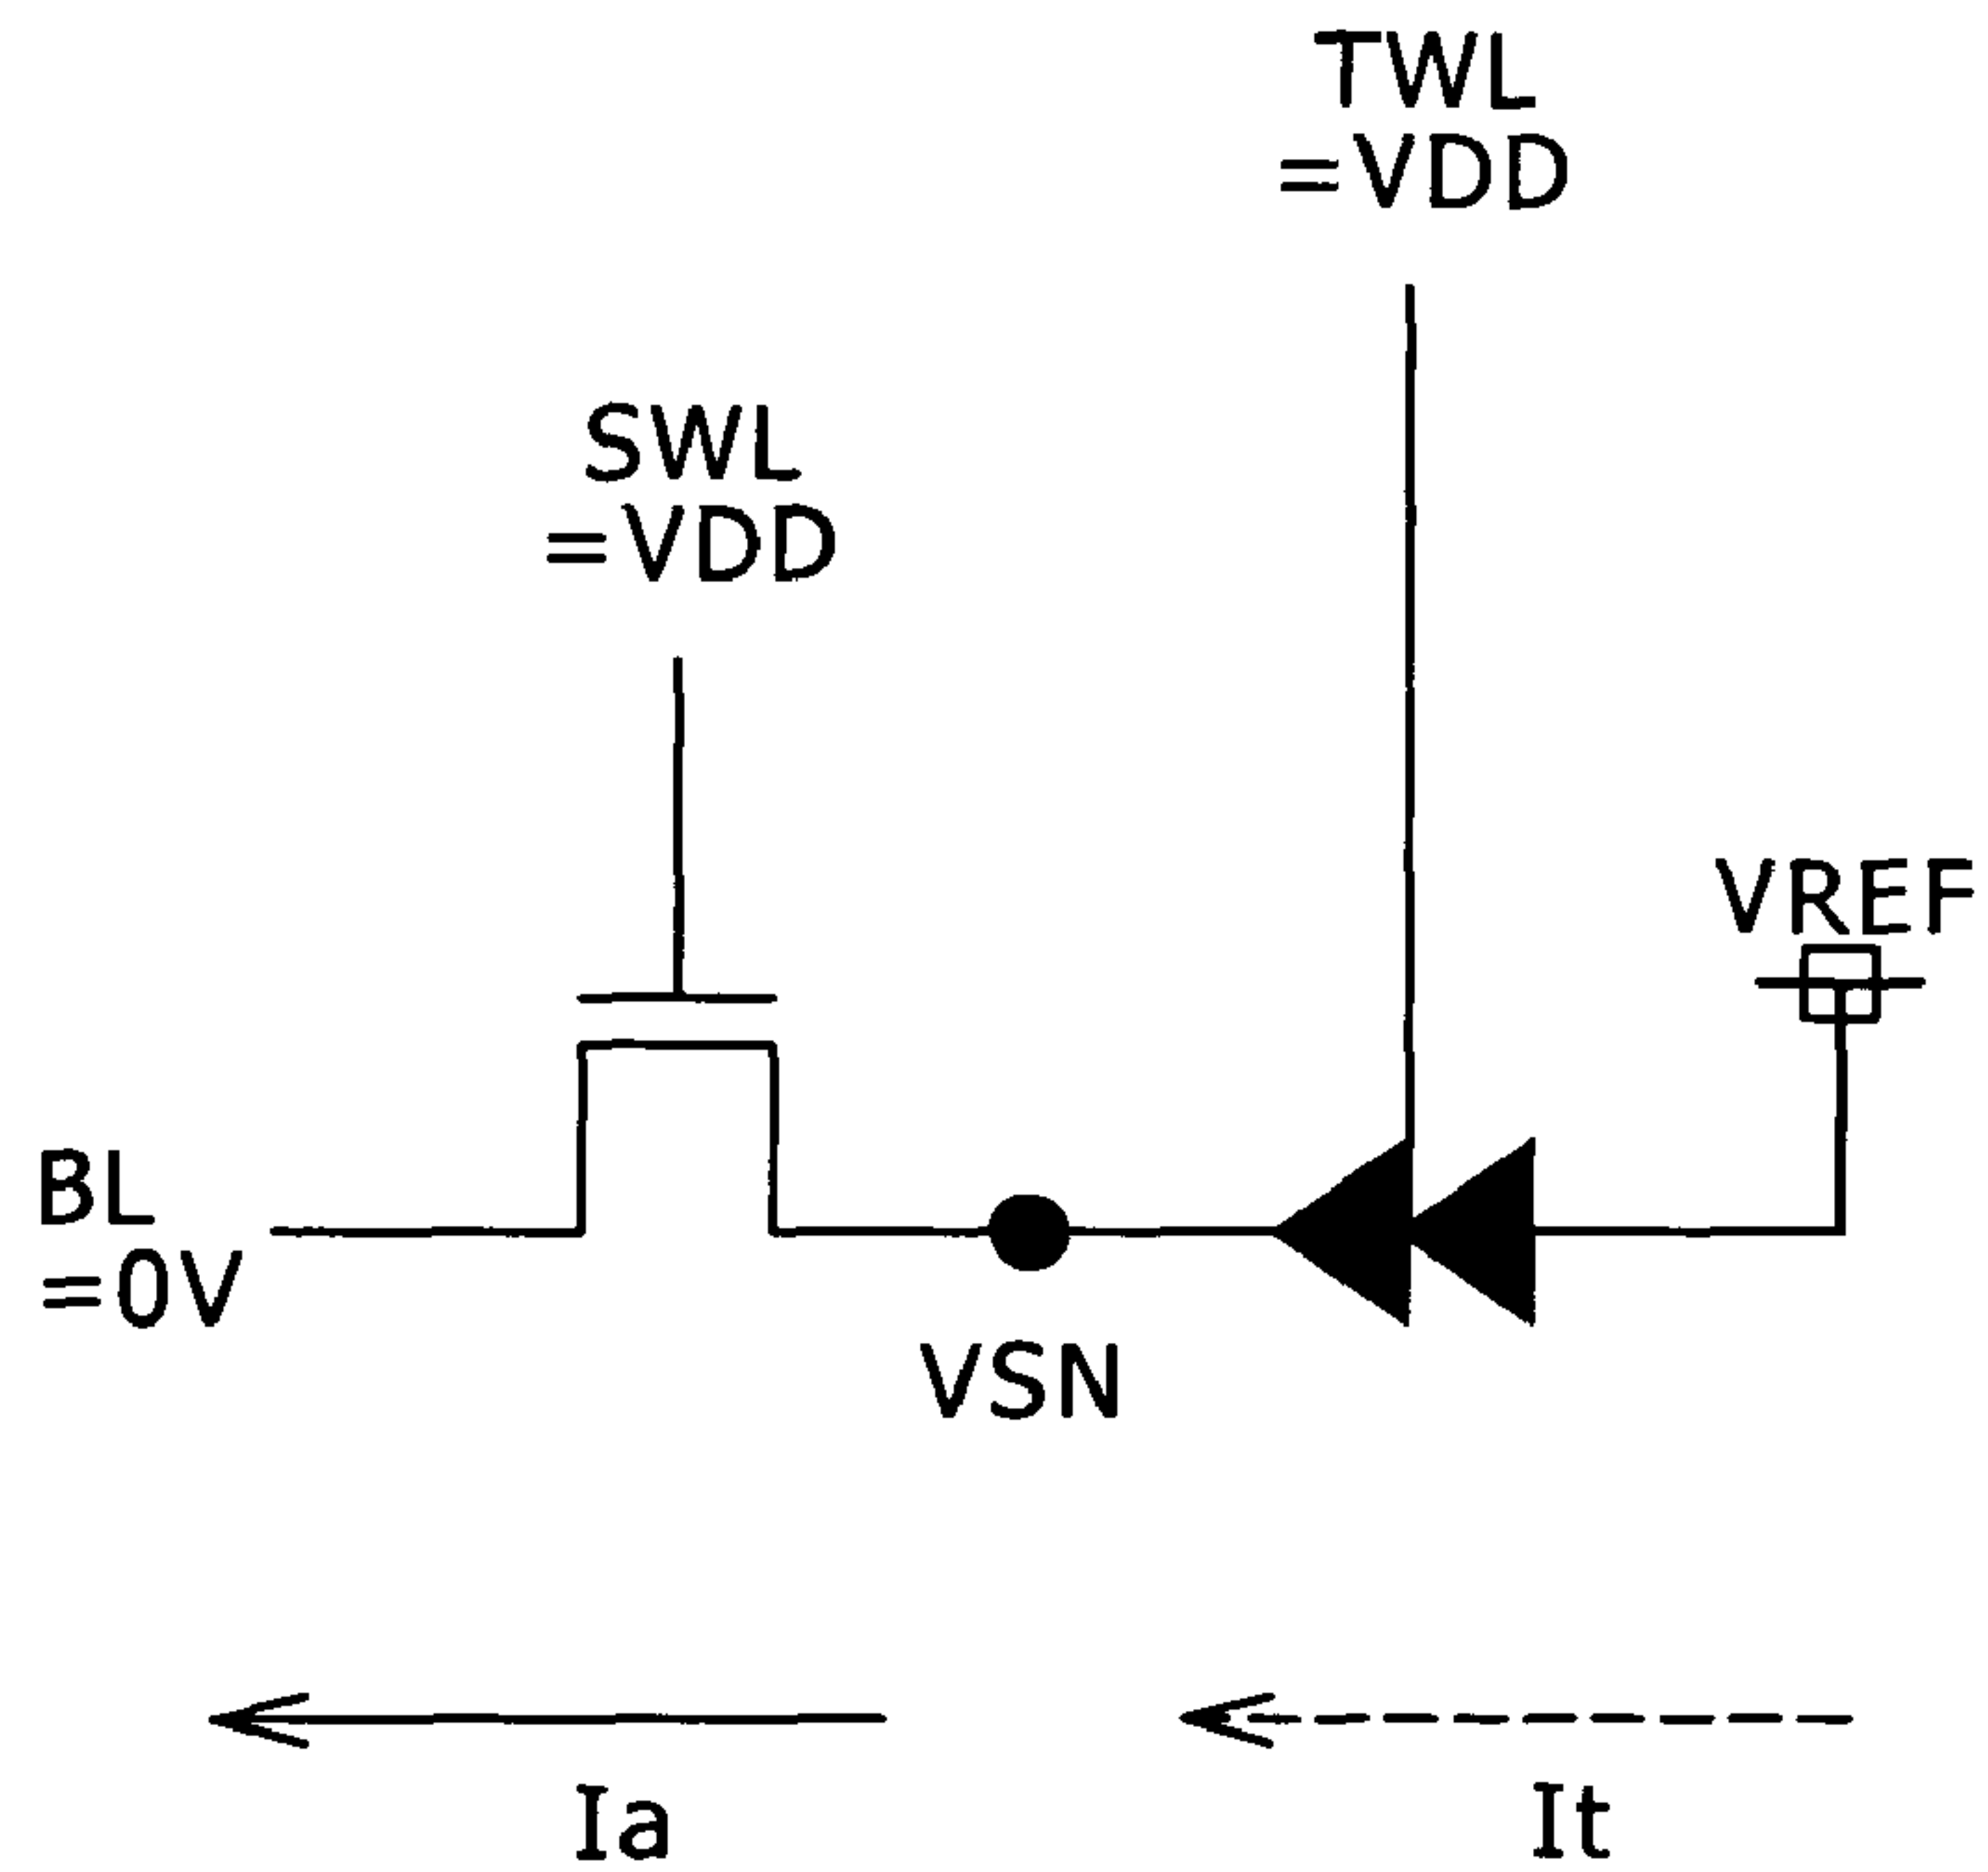 TWL
=VDD
SWL
=VDD
VREF
BL
=0V
VSN
Ia
It